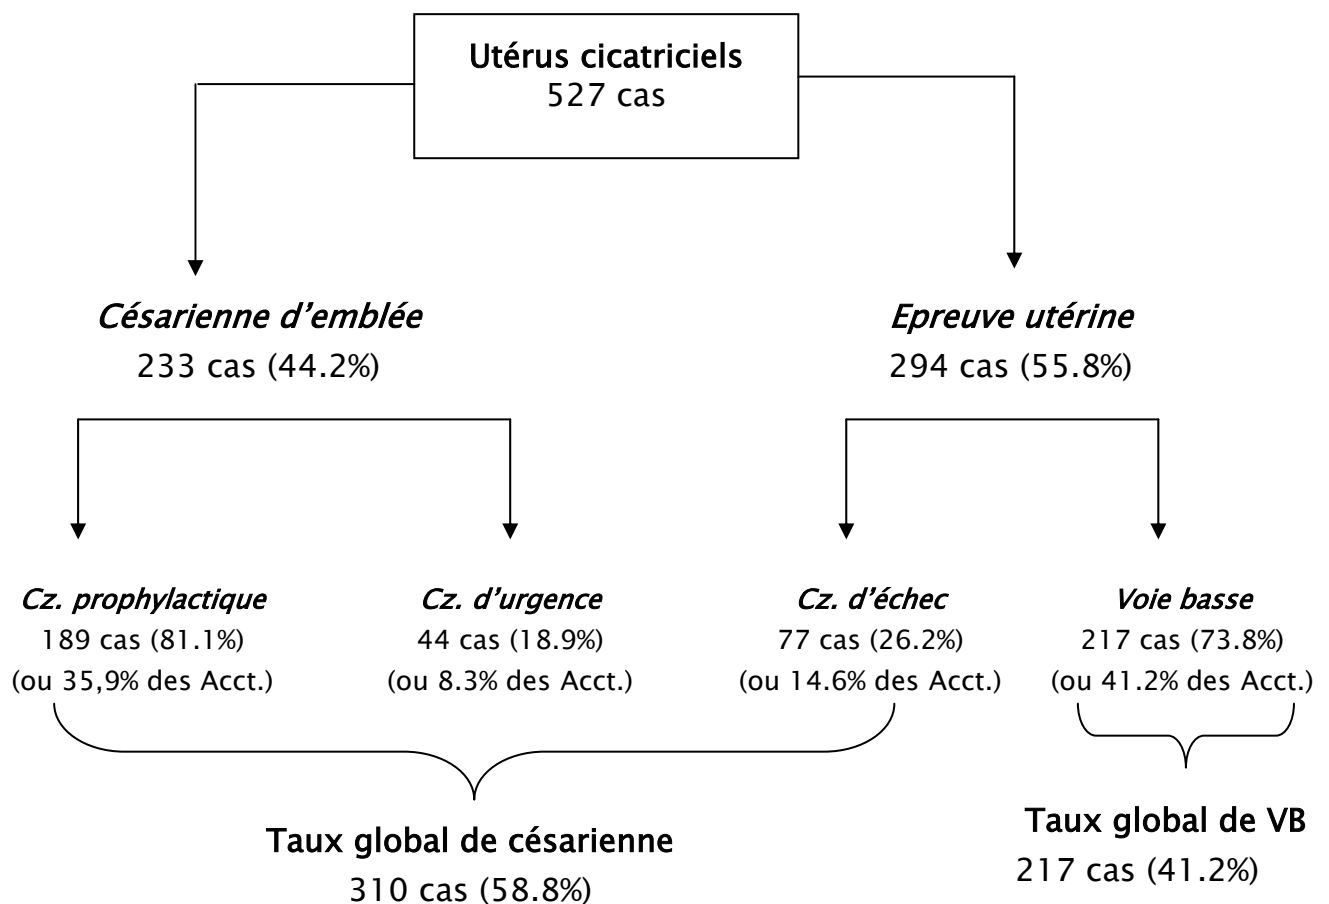 Utérus cicatriciels
527 cas
Césarienne d’emblée
233 cas (44.2%)
Epreuve utérine
294 cas (55.8%)
Cz. prophylactique
189 cas (81.1%)
(ou 35,9% des Acct.)
Cz. d’urgence
44 cas (18.9%)
(ou 8.3% des Acct.)
Cz. d’échec
77 cas (26.2%)
(ou 14.6% des Acct.)
Voie basse
217 cas (73.8%)
(ou 41.2% des Acct.)
Taux global de césarienne
310 cas (58.8%)
Taux global de VB
217 cas (41.2%)